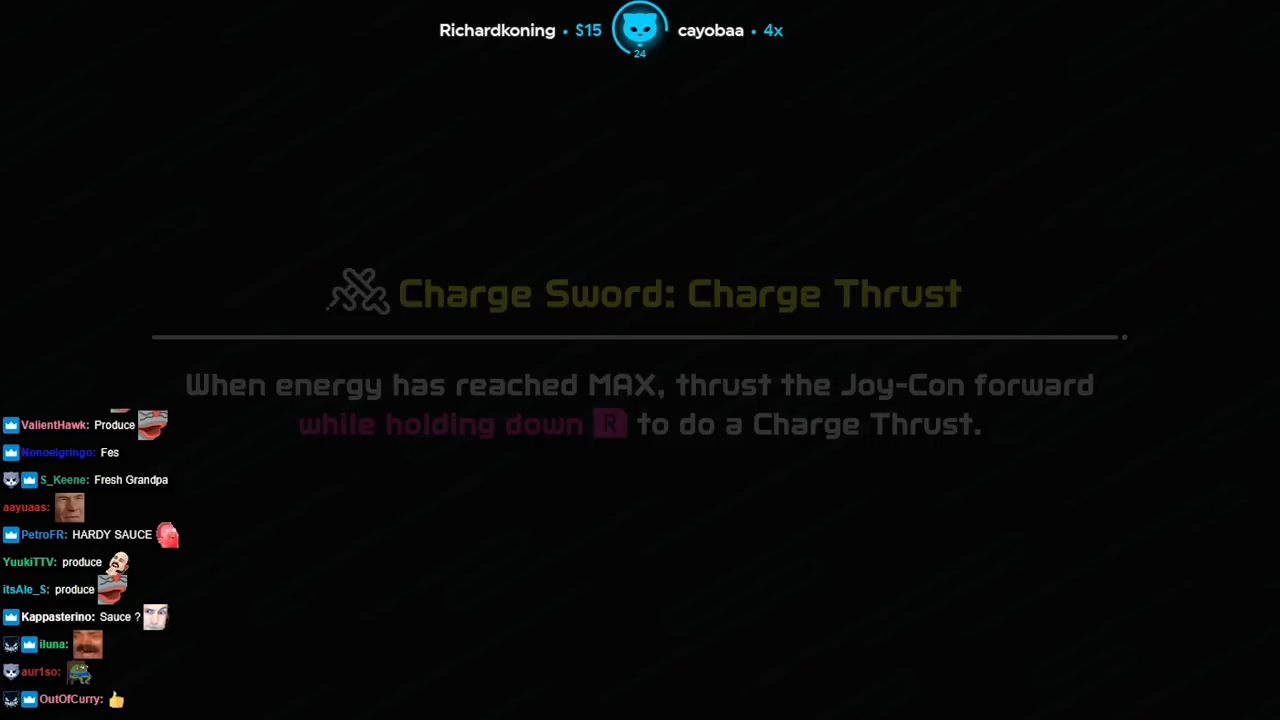 Richardkoning • $15 cayobaa • 4x
24
Charge Sword: Charge Thrust
When energy has reached MAX, thrust the Joy-Con forward
while holding down R to do a Charge Thrust.
ValientHawk: Produce
Nonoelgringo: Fes
S_Keene: Fresh Grandpa
aayuaas:
PetroFR: HARDY SAUCE
YuukiTTV: produce
itsAle_S: produce
Kappasterino: Sauce ?
iluna:
aur1so:
OutOfCurry: